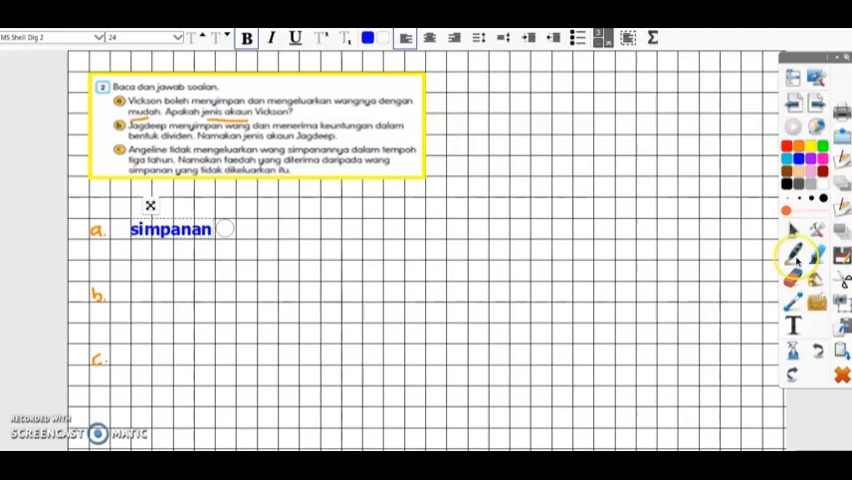 MS Shell Dlg 2 24 B I U T T Σ
2 Baca dan jawab soalan.
a Vickson boleh menyimpan dan mengeluarkan wangnya dengan
mudah. Apakah jenis akaun Vickson?
b Jagdeep menyimpan wang dan menerima keuntungan dalam
bentuk dividen. Namakan jenis akaun Jagdeep.
c Angeline tidak mengeluarkan wang simpanannya dalam tempoh
tiga tahun. Namakan faedah yang diterima daripada wang
simpanan yang tidak dikeluarkan itu.
a. simpanan
b.
c.
T
RECORDED WITH
SCREENCAST MATIC